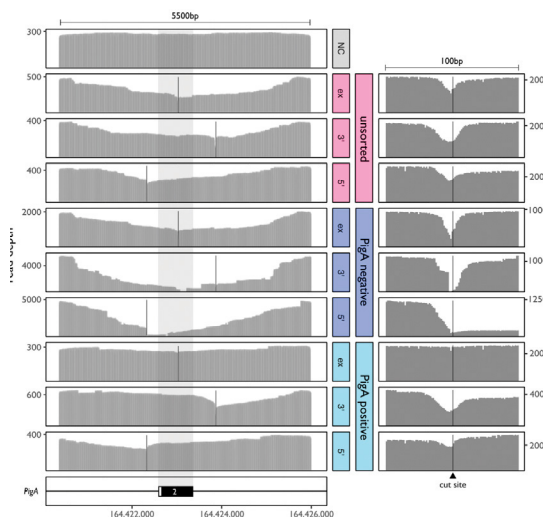 5500bp
300
NC
100bp
500
ex
unsorted
200
400
3'
200
400
5'
200
2000
ex
PigA negative
100
4000
3'
100
5000
5'
125
300
ex
PigA positive
200
600
3'
400
400
5'
200
cut site
PigA
2
164.422.000
164.424.000
164.426.000